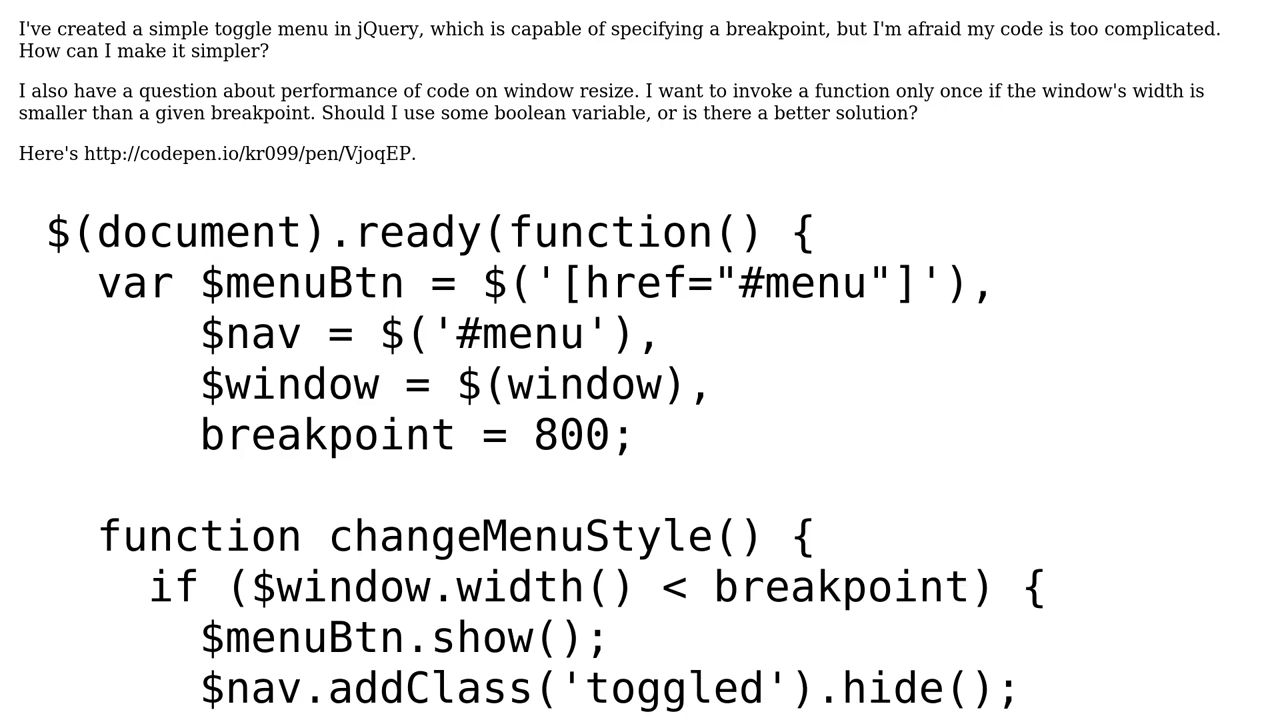 I've created a simple toggle menu in jQuery, which is capable of specifying a breakpoint, but I'm afraid my code is too complicated.
How can I make it simpler?
I also have a question about performance of code on window resize. I want to invoke a function only once if the window's width is
smaller than a given breakpoint. Should I use some boolean variable, or is there a better solution?
Here's http://codepen.io/kr099/pen/VjoqEP.
$(document).ready(function() {
  var $menuBtn = $('[href="#menu"]'),
      $nav = $('#menu'),
      $window = $(window),
      breakpoint = 800;
  function changeMenuStyle() {
    if ($window.width() < breakpoint) {
      $menuBtn.show();
      $nav.addClass('toggled').hide();